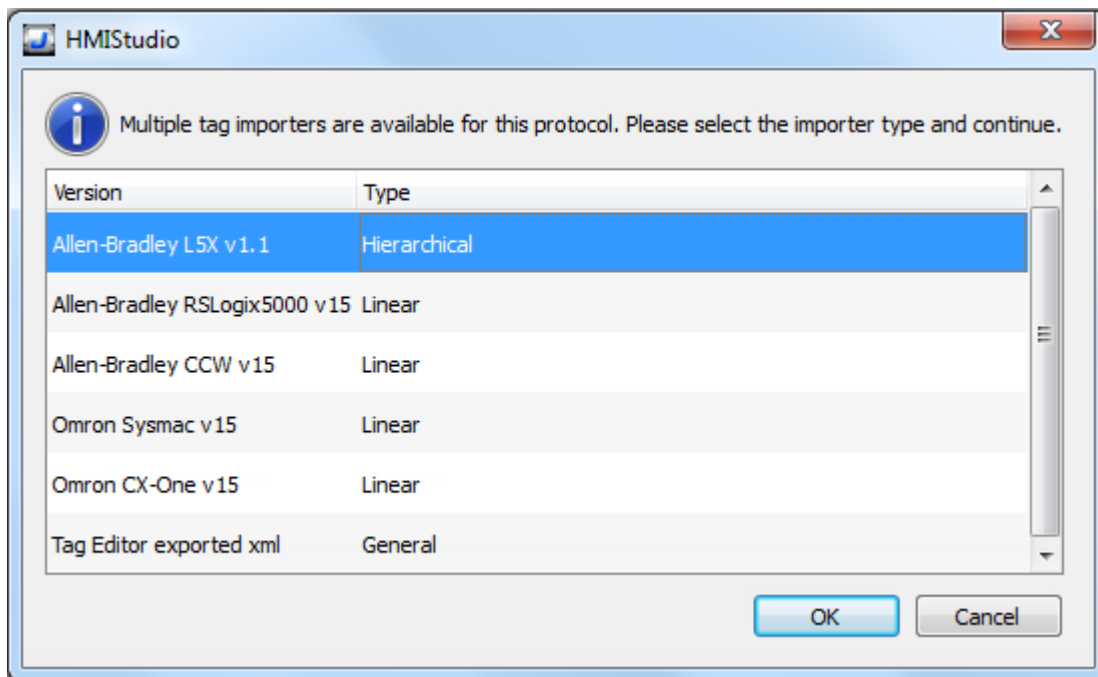 HMIStudio
Multiple tag importers are available for this protocol. Please select the importer type and continue.
Version Type
Allen-Bradley L5X v1.1 Hierarchical
Allen-Bradley RSLogix5000 v15 Linear
Allen-Bradley CCW v15 Linear
Omron Sysmac v15 Linear
Omron CX-One v15 Linear
Tag Editor exported xml General
OK Cancel